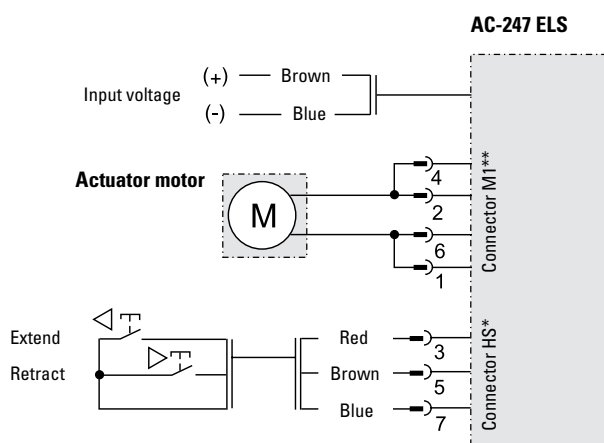 AC-247 ELS
Input voltage
(+)
Brown
(-)
Blue
Actuator motor
M
4
2
6
1
Connector M1**
Extend
Retract
Red
3
Brown
5
Blue
7
Connector HS*